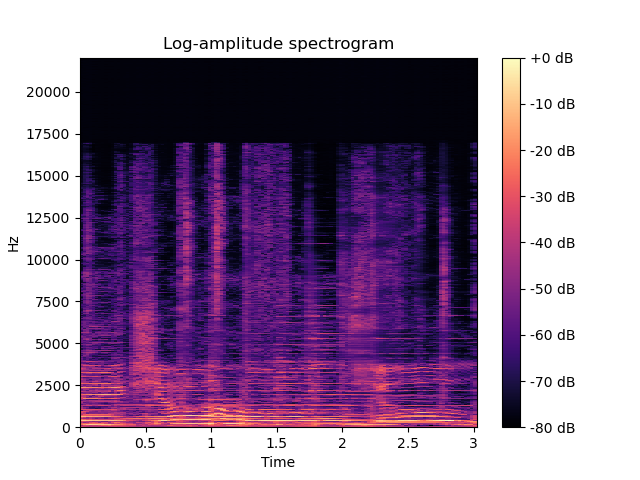 Log-amplitude spectrogram
Hz
20000
17500
15000
12500
10000
7500
5000
2500
0
0 0.5 1 1.5 2 2.5 3
Time
+0 dB
-10 dB
-20 dB
-30 dB
-40 dB
-50 dB
-60 dB
-70 dB
-80 dB